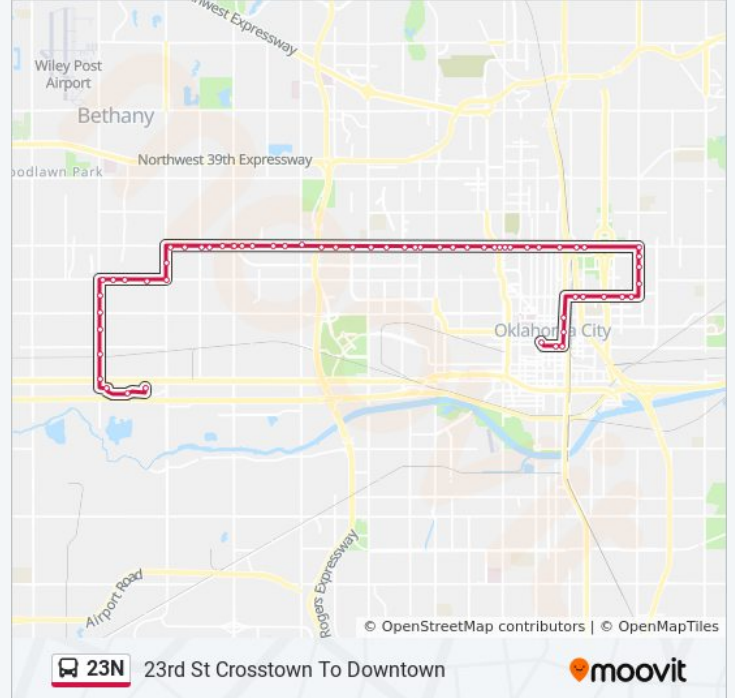 west Expressway
Wiley Post
Airport
Bethany
Northwest 39th Expressway
oodlawn Park
Oklahoma City
Airport Road
Rogers Expressway
© OpenStreetMap contributors | © OpenMapTiles
23N 23rd St Crosstown To Downtown moovit